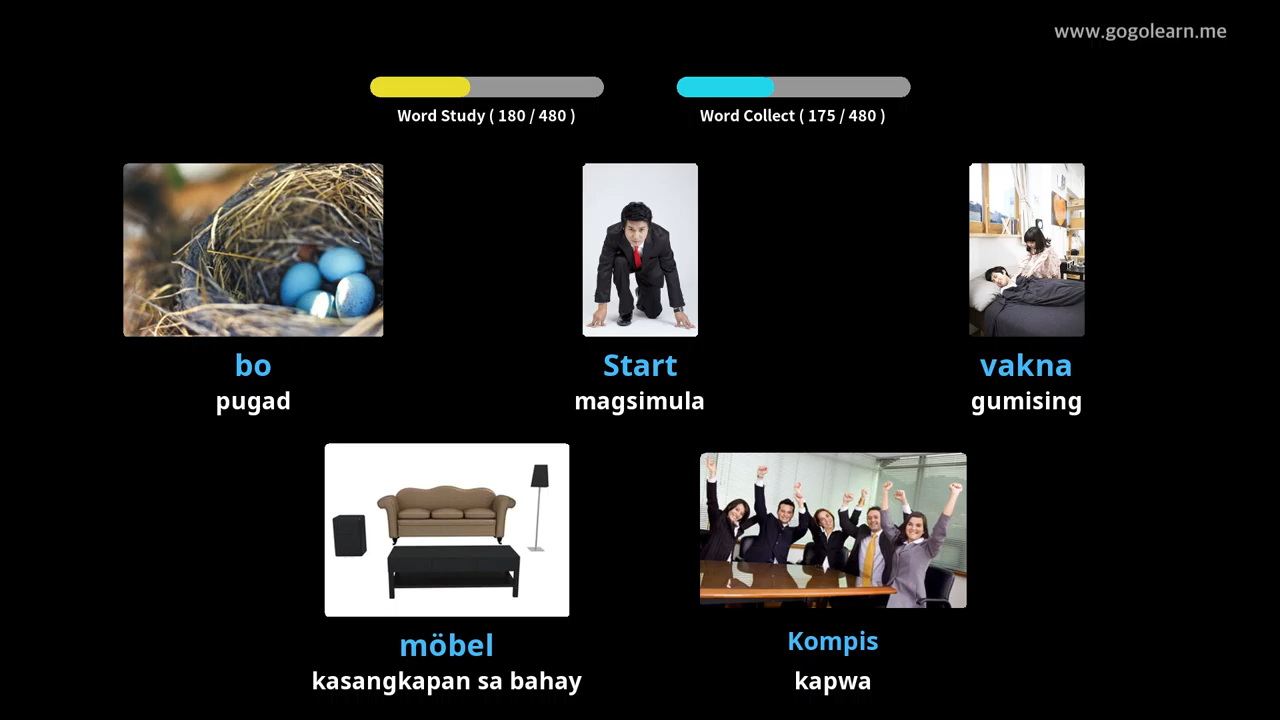 www.gogolearn.me
Word Study ( 180 / 480 )
Word Collect ( 175 / 480 )
bo
pugad
Start
magsimula
vakna
gumising
möbel
kasangkapan sa bahay
Kompis
kapwa